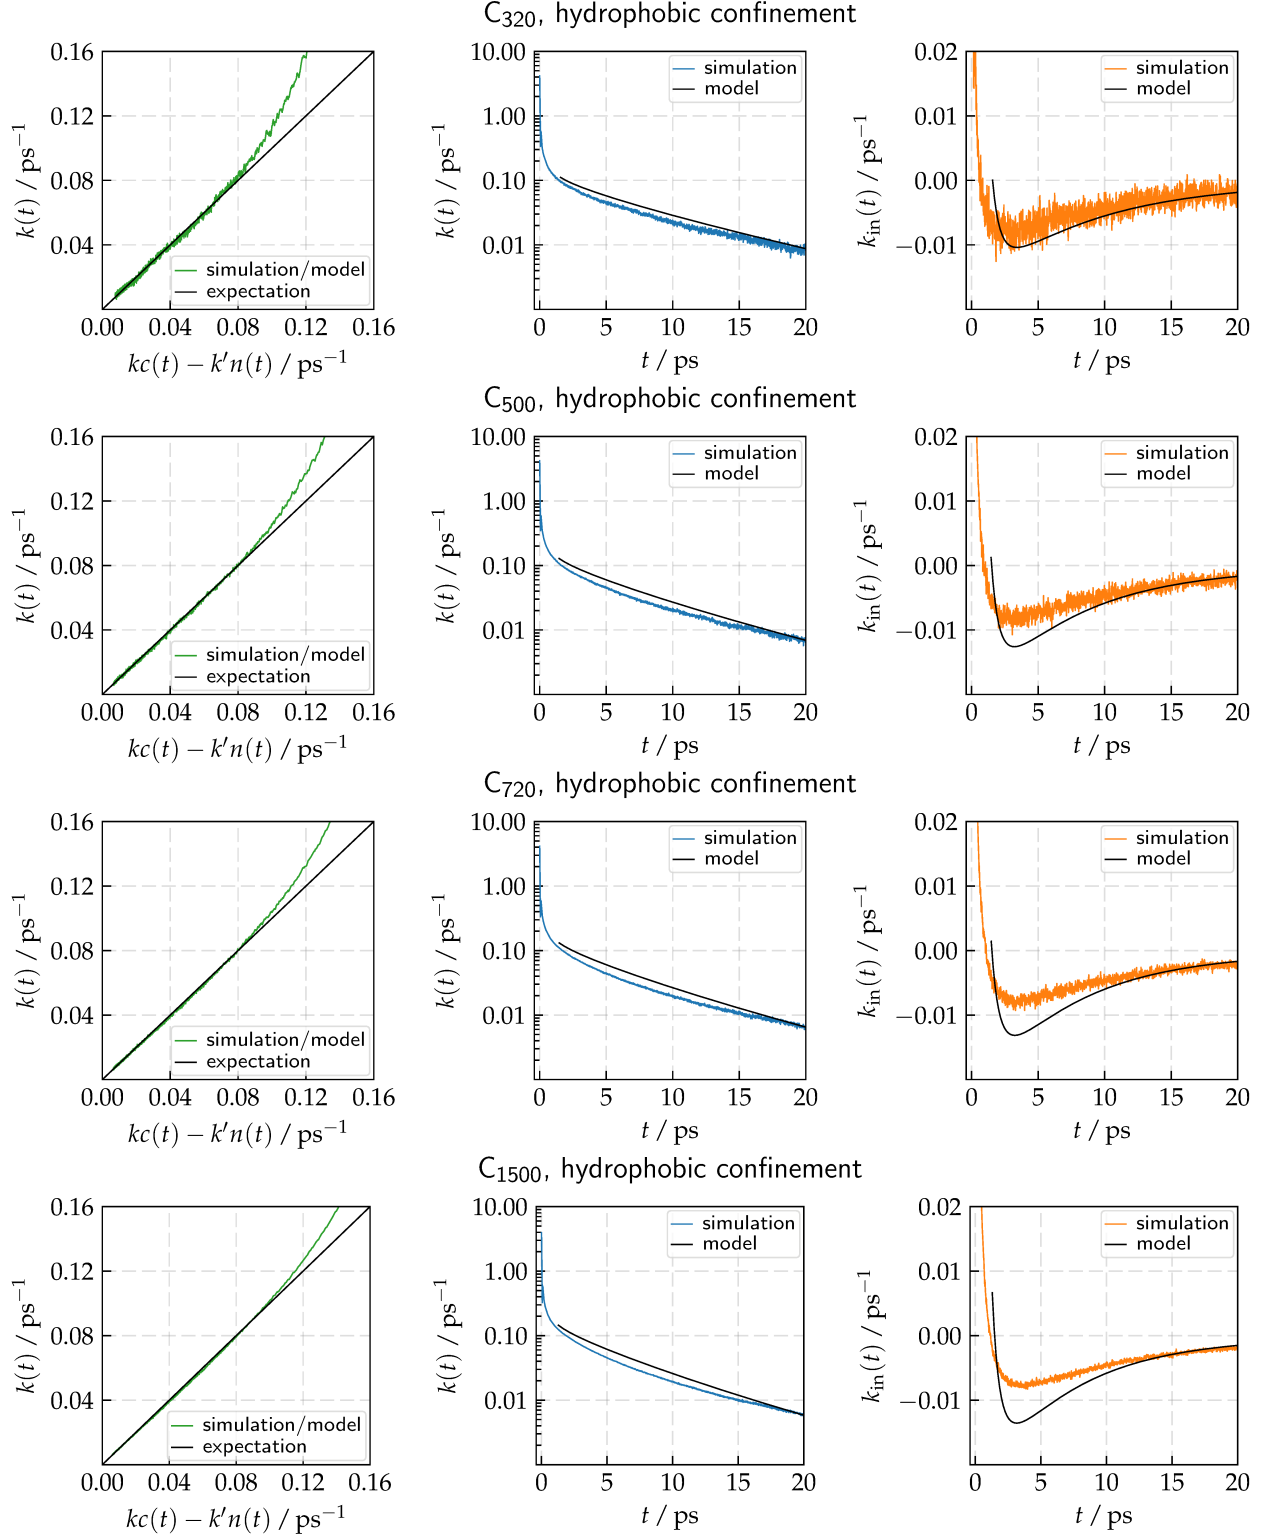 C320, hydrophobic confinement
0.16
0.12
0.08
0.04
0.00 0.04 0.08 0.12 0.16
k(t) / ps−1
kc(t) − k′n(t) / ps−1
simulation/model
expectation
10.00
1.00
0.10
0.01
0 5 10 15 20
k(t) / ps−1
t / ps
simulation
model
0.02
0.01
0.00
−0.01
0 5 10 15 20
kin(t) / ps−1
t / ps
simulation
model
C500, hydrophobic confinement
0.16
0.12
0.08
0.04
0.00 0.04 0.08 0.12 0.16
k(t) / ps−1
kc(t) − k′n(t) / ps−1
simulation/model
expectation
10.00
1.00
0.10
0.01
0 5 10 15 20
k(t) / ps−1
t / ps
simulation
model
0.02
0.01
0.00
−0.01
0 5 10 15 20
kin(t) / ps−1
t / ps
simulation
model
C720, hydrophobic confinement
0.16
0.12
0.08
0.04
0.00 0.04 0.08 0.12 0.16
k(t) / ps−1
kc(t) − k′n(t) / ps−1
simulation/model
expectation
10.00
1.00
0.10
0.01
0 5 10 15 20
k(t) / ps−1
t / ps
simulation
model
0.02
0.01
0.00
−0.01
0 5 10 15 20
kin(t) / ps−1
t / ps
simulation
model
C1500, hydrophobic confinement
0.16
0.12
0.08
0.04
0.00 0.04 0.08 0.12 0.16
k(t) / ps−1
kc(t) − k′n(t) / ps−1
simulation/model
expectation
10.00
1.00
0.10
0.01
0 5 10 15 20
k(t) / ps−1
t / ps
simulation
model
0.02
0.01
0.00
−0.01
0 5 10 15 20
kin(t) / ps−1
t / ps
simulation
model